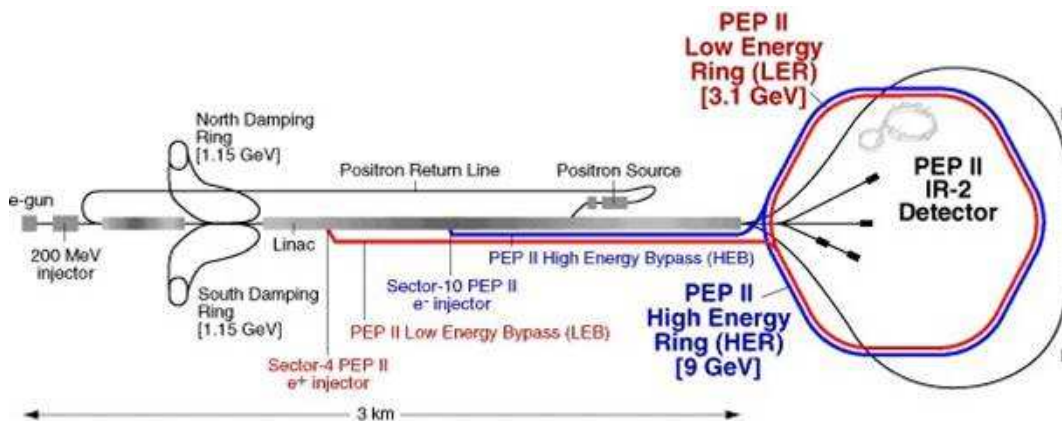 PEP II
Low Energy
Ring (LER)
[3.1 GeV]
North Damping
Ring
[1.15 GeV]
Positron Return Line
Positron Source
e-gun
PEP II
IR-2
Detector
200 MeV
injector
Linac
PEP II High Energy Bypass (HEB)
South Damping
Ring
[1.15 GeV]
Sector-10 PEP II
e- injector
PEP II Low Energy Bypass (LEB)
PEP II
High Energy
Ring (HER)
[9 GeV]
Sector-4 PEP II
e+ injector
3 km